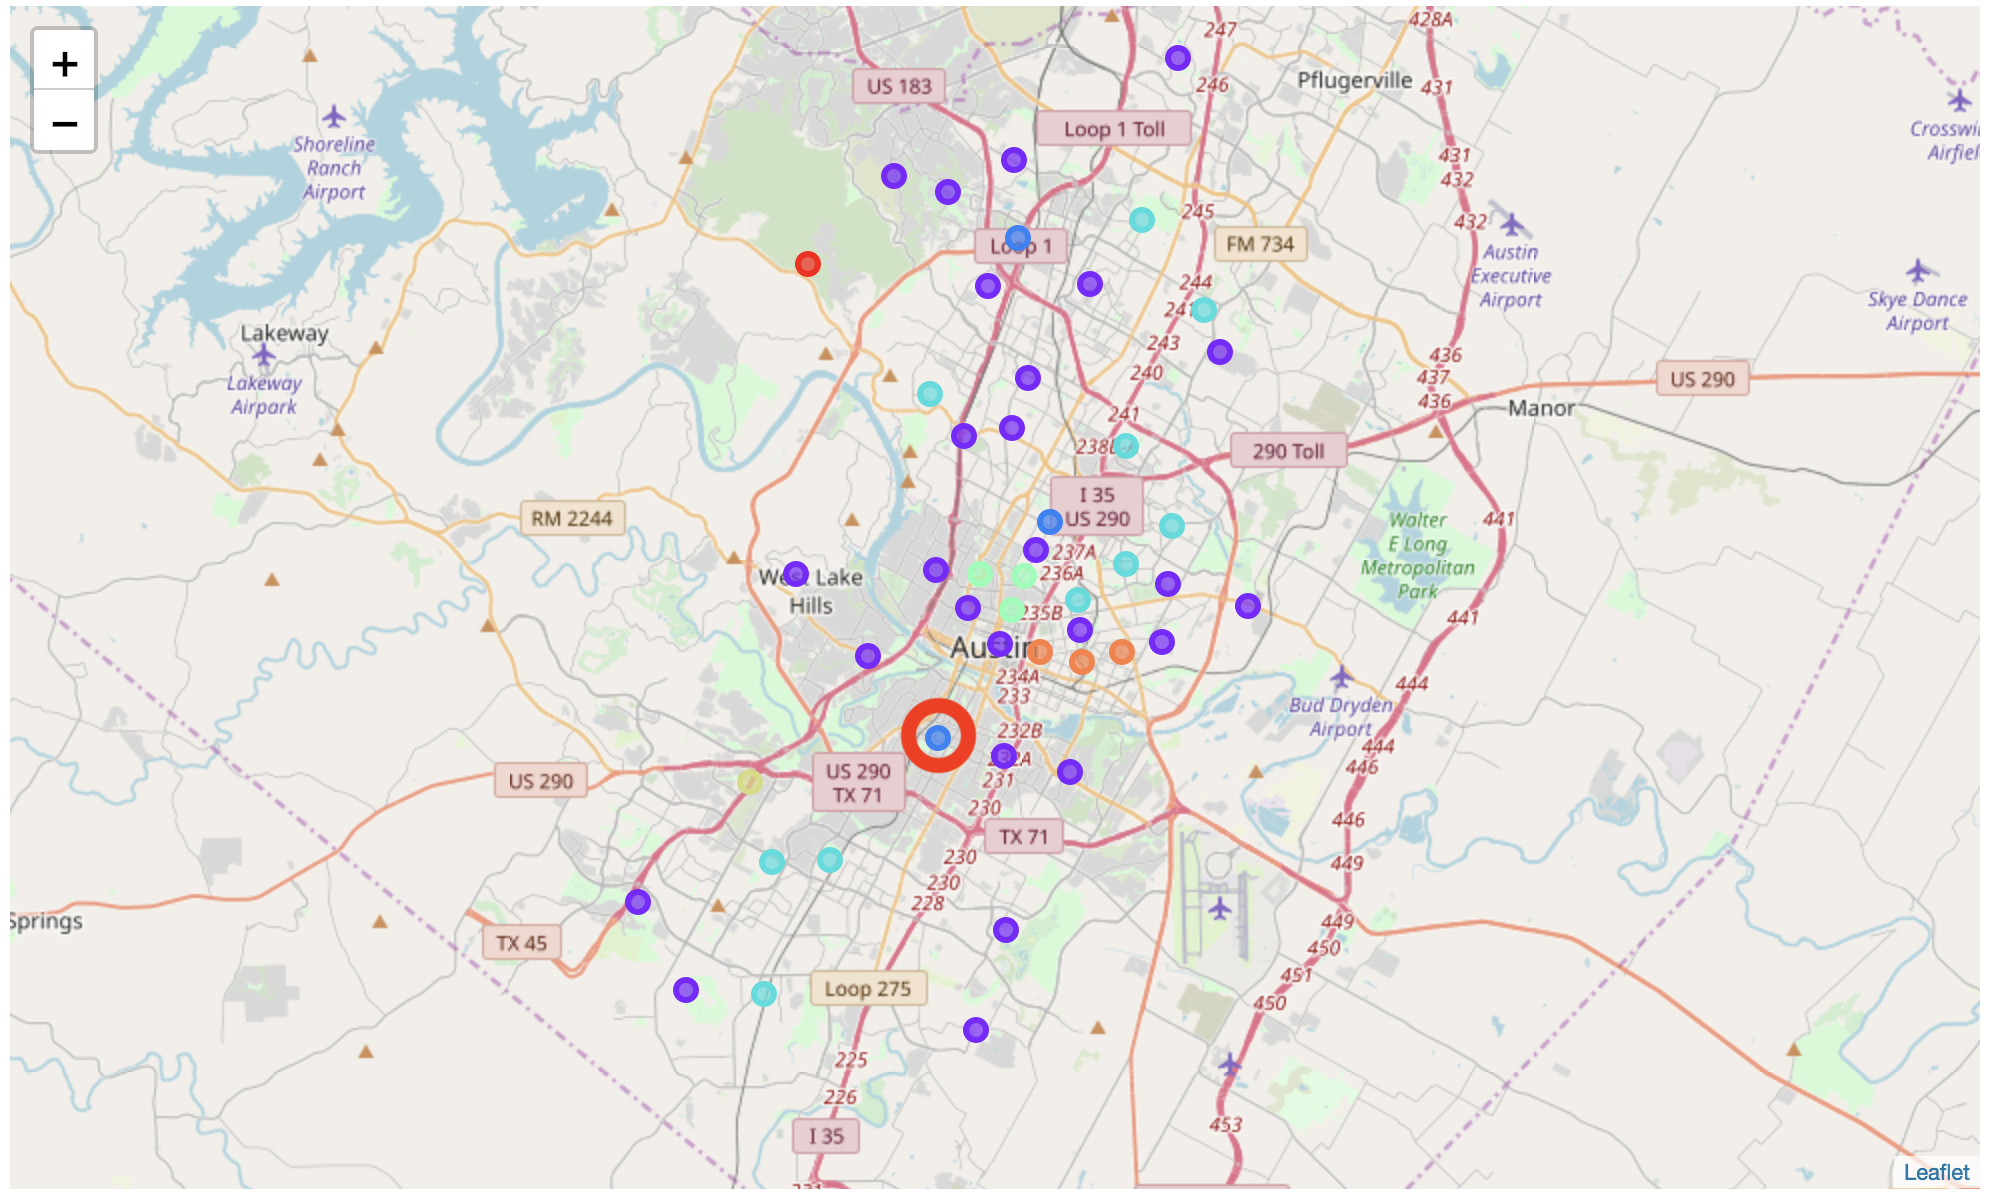 +
−
428A
247
Pflugerville
US 183
246
431
Crosswi
Airfiel
Loop 1 Toll
Shoreline
Ranch
Airport
431
432
245
432
Loop 1
FM 734
Austin
Executive
Airport
244
Skye Dance
Airport
Lakeway
243
436
Lakeway
Airpark
240
437
US 290
436
Manor
241
290 Toll
I 35
US 290
RM 2244
Walter
E Long
Metropolitan
Park
441
237A
236A
West Lake
Hills
235B
441
Austin
234A
233
444
Bud Dryden
Airport
232B
444
446
US 290
US 290
TX 71
231
230
446
TX 71
230
449
230
228
Springs
449
TX 45
450
451
Loop 275
450
225
226
453
I 35
Leaflet